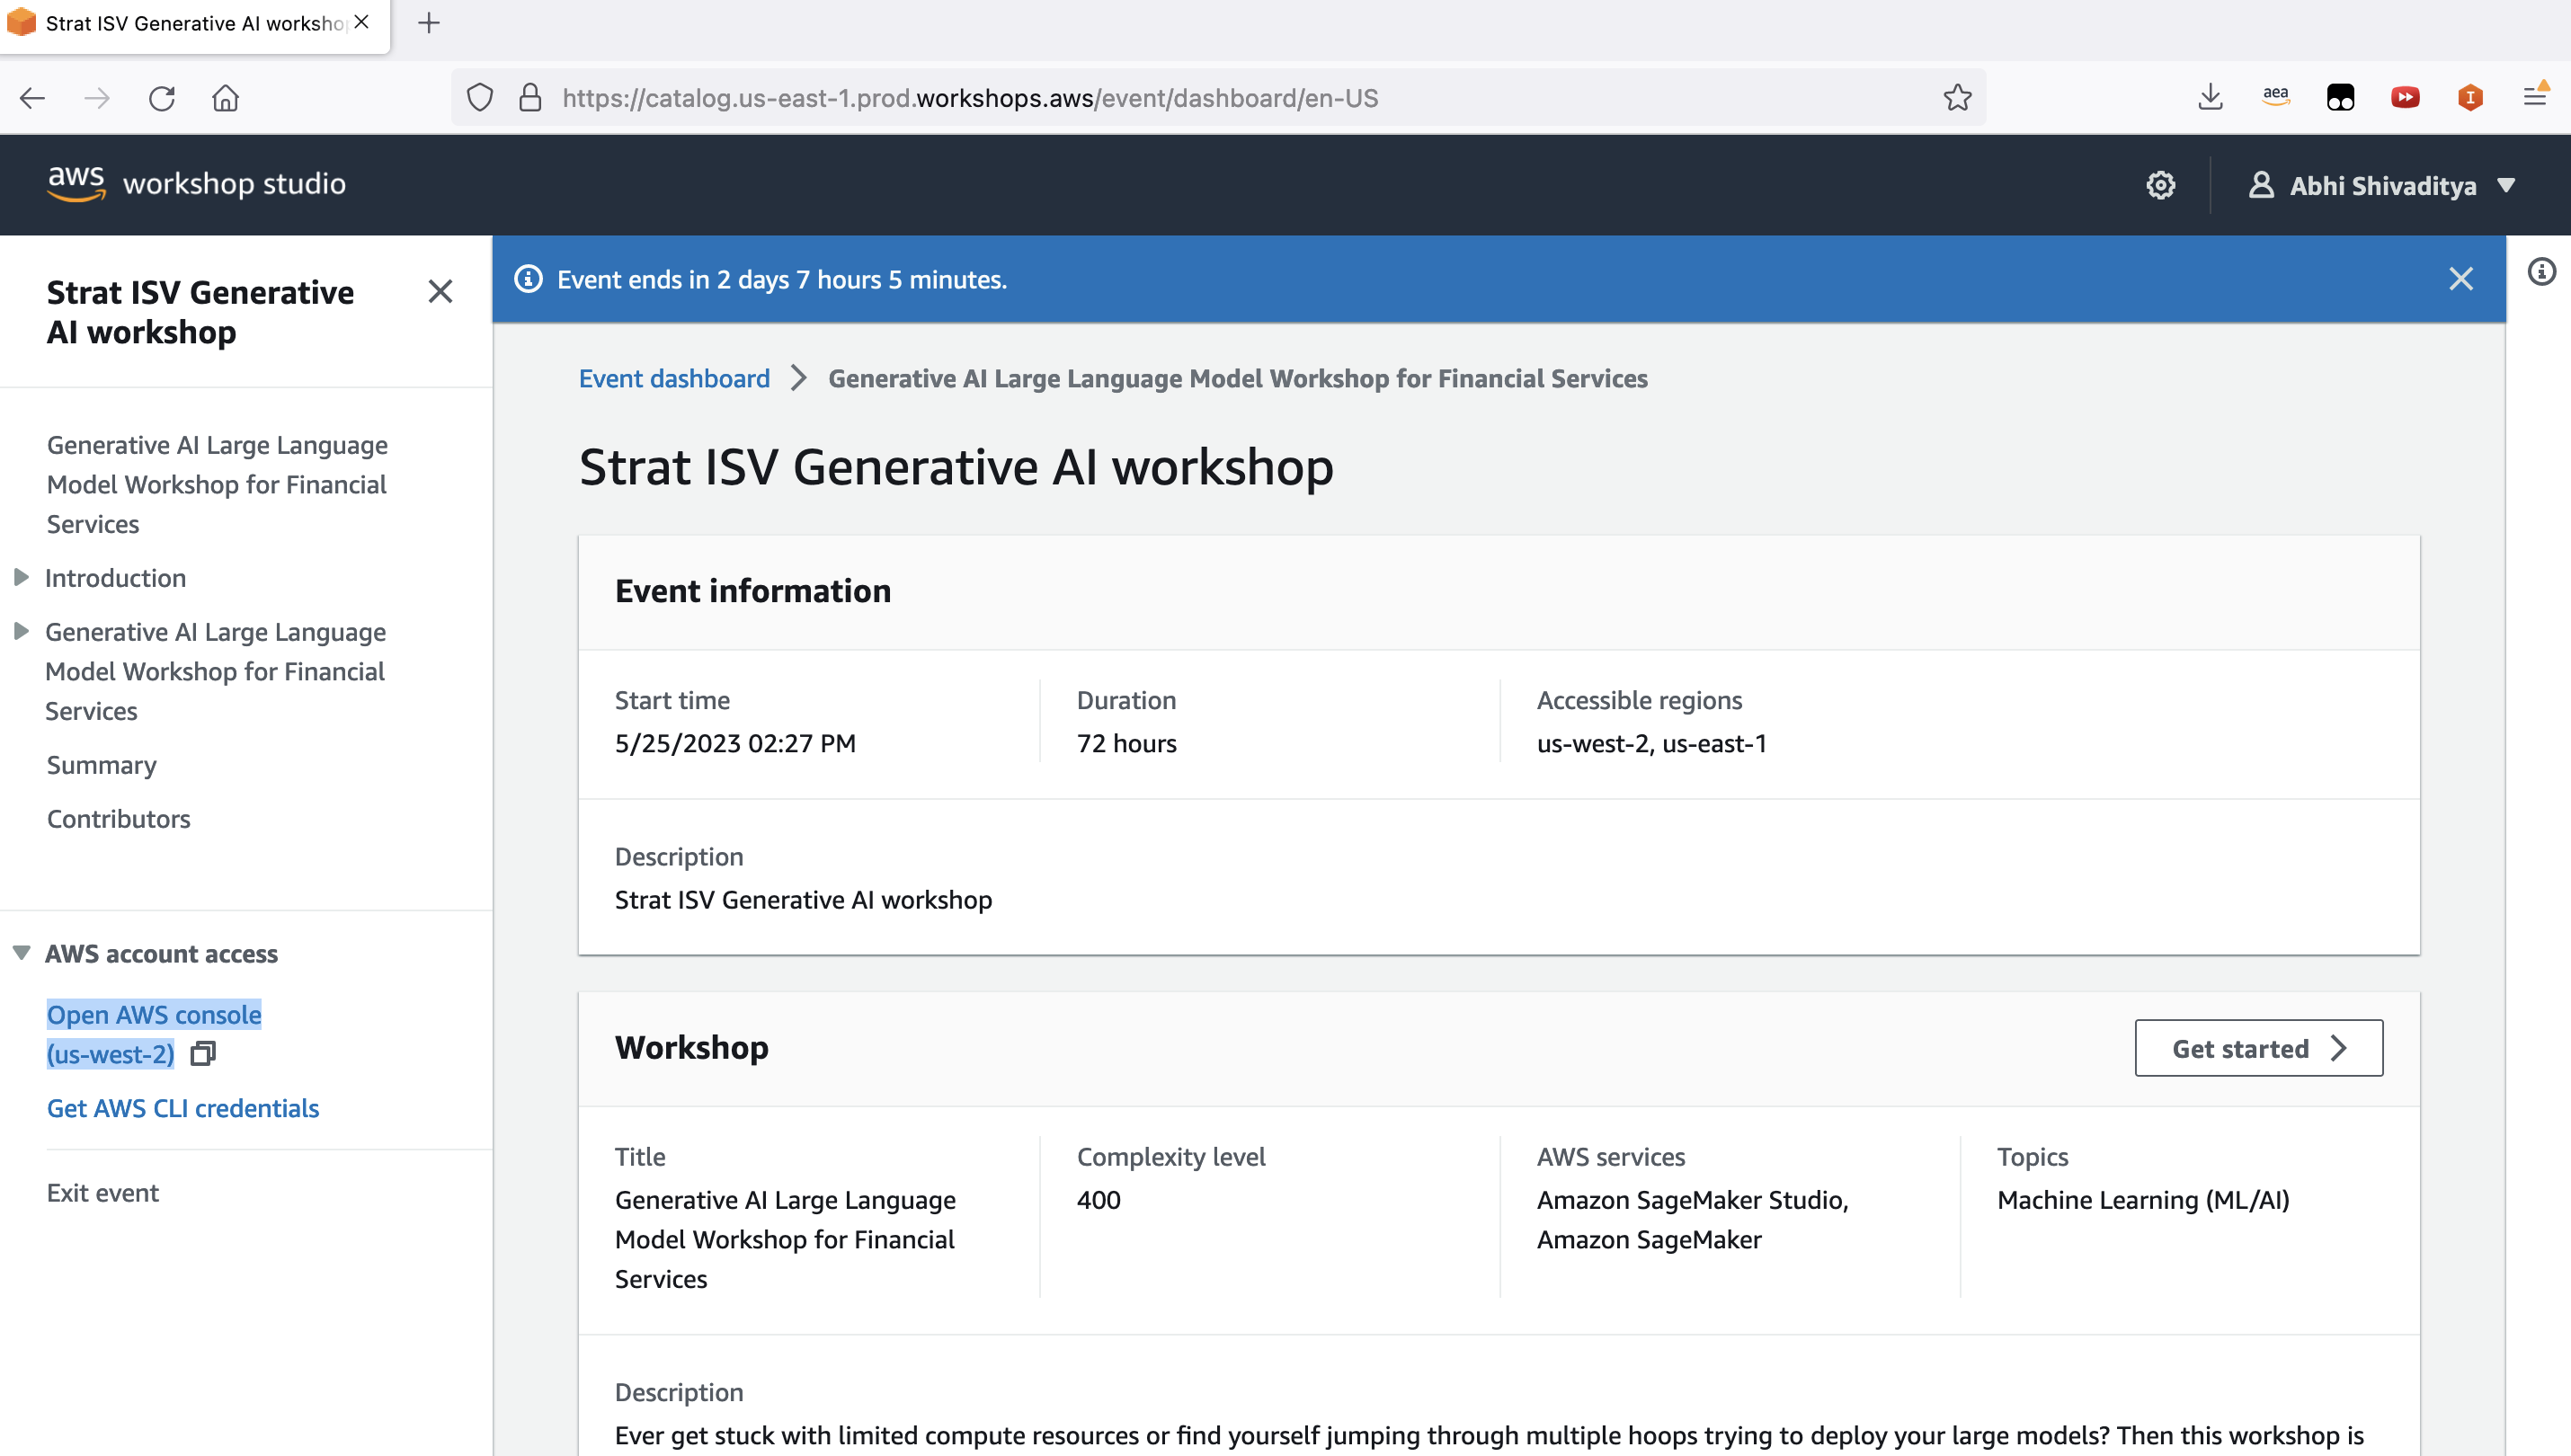 Strat ISV Generative AI workshop
https://catalog.us-east-1.prod.workshops.aws/event/dashboard/en-US
aea
I
aws workshop studio
Abhi Shivaditya
Strat ISV Generative
AI workshop
Generative AI Large Language
Model Workshop for Financial
Services
Introduction
Generative AI Large Language
Model Workshop for Financial
Services
Summary
Contributors
AWS account access
Open AWS console
(us-west-2)
Get AWS CLI credentials
Exit event
Event ends in 2 days 7 hours 5 minutes.
Event dashboard > Generative AI Large Language Model Workshop for Financial Services
Strat ISV Generative AI workshop
Event information
Start time
5/25/2023 02:27 PM
Duration
72 hours
Accessible regions
us-west-2, us-east-1
Description
Strat ISV Generative AI workshop
Workshop
Get started
Title
Generative AI Large Language
Model Workshop for Financial
Services
Complexity level
400
AWS services
Amazon SageMaker Studio,
Amazon SageMaker
Topics
Machine Learning (ML/AI)
Description
Ever get stuck with limited compute resources or find yourself jumping through multiple hoops trying to deploy your large models? Then this workshop is